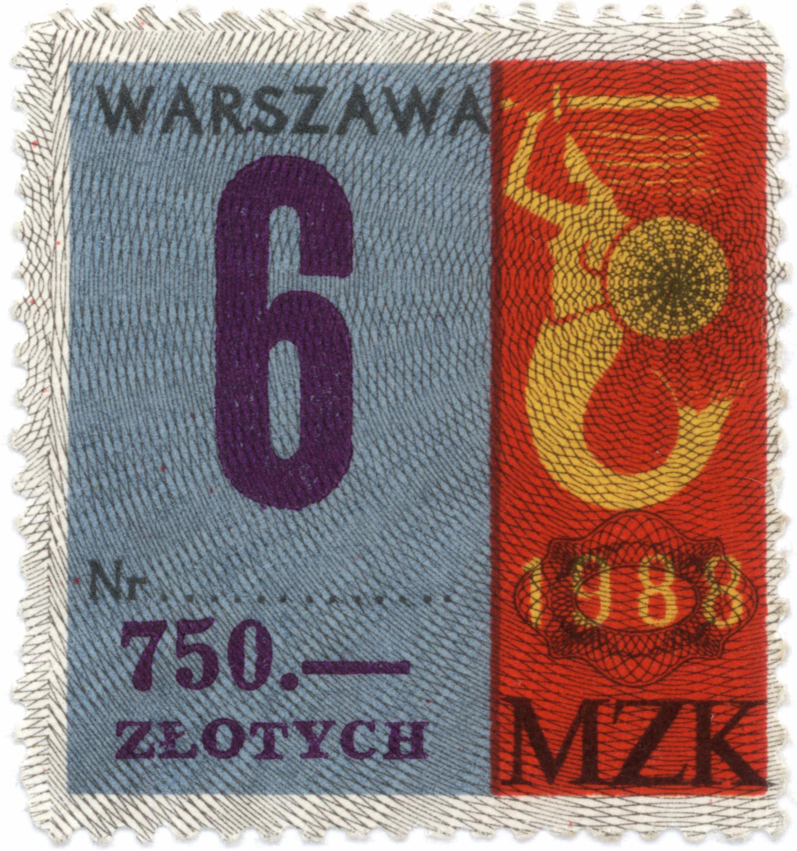 WARSZAWA
6
Nr..............
750.—
ZŁOTYCH
1988
MZK